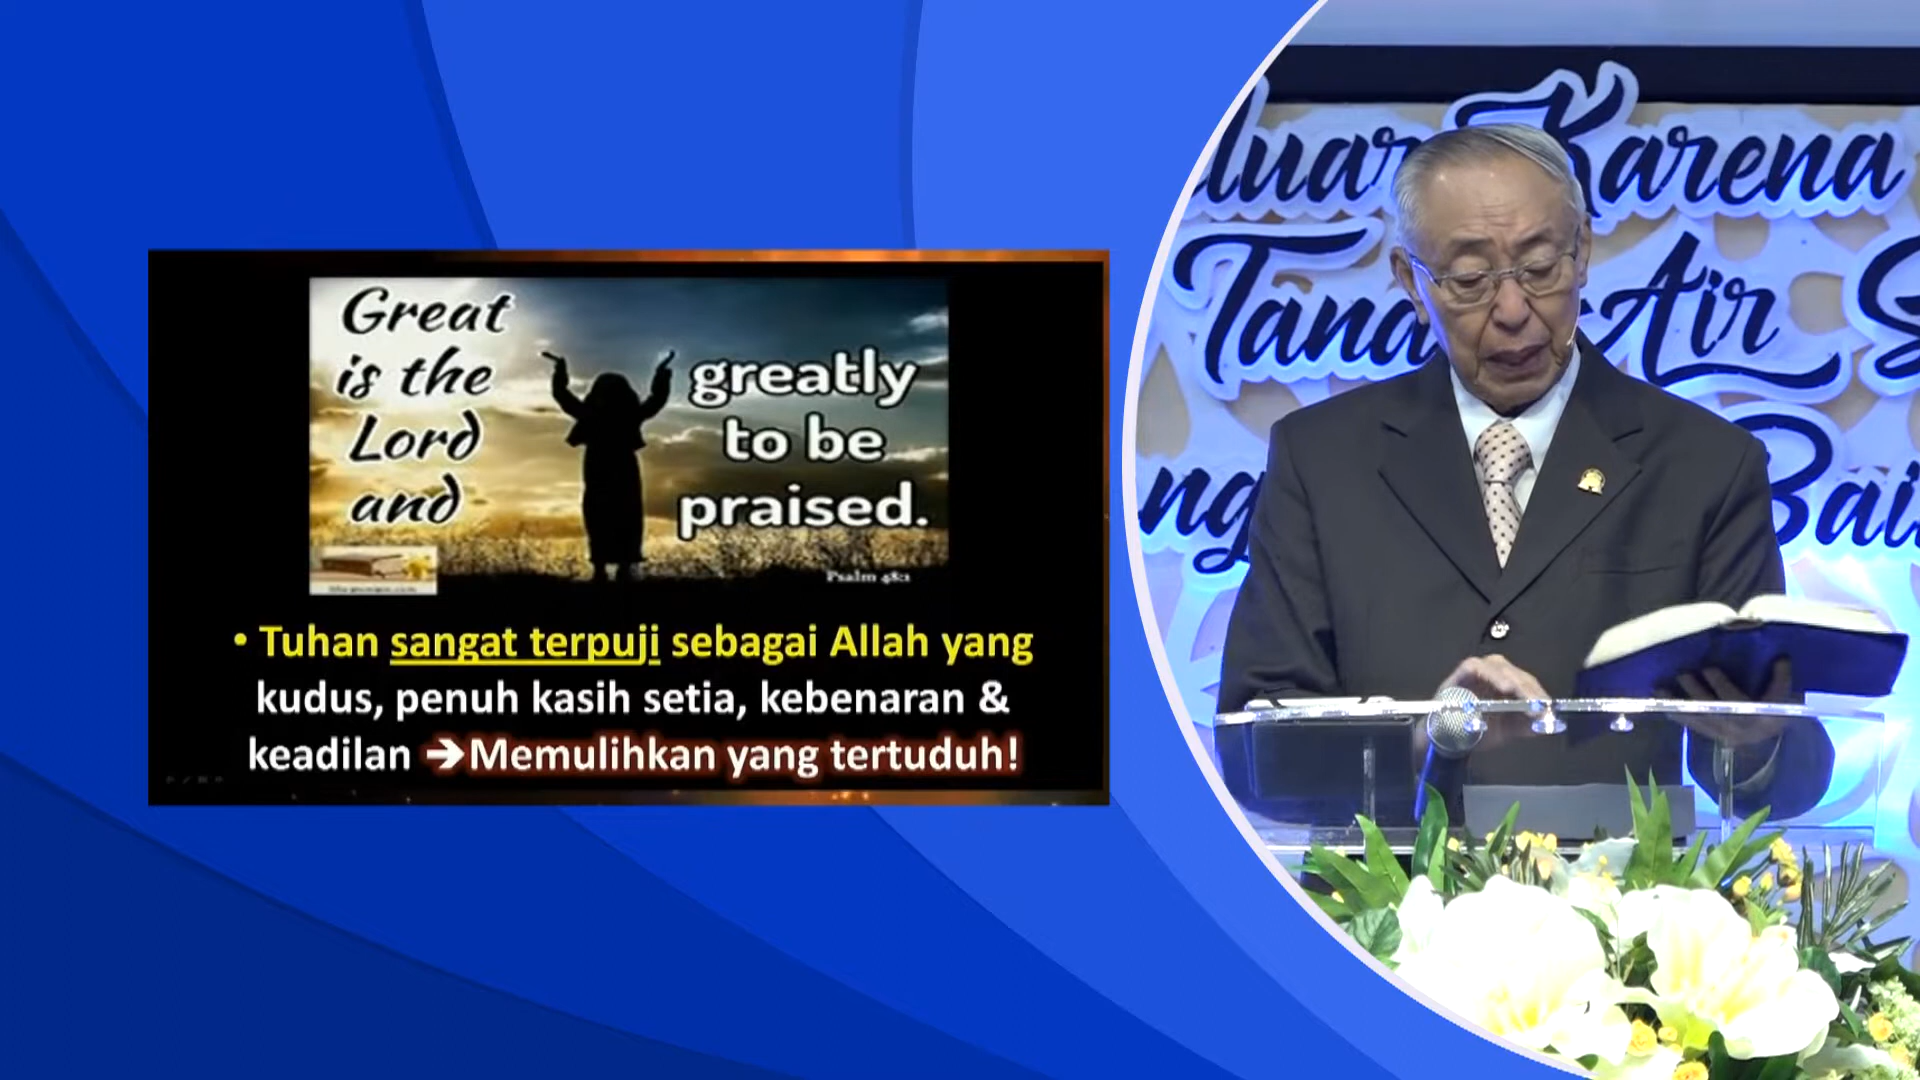 Great
is the
Lord
and
greatly
to be
praised.
Psalm 48:1
• Tuhan sangat terpuji sebagai Allah yang
kudus, penuh kasih setia, kebenaran &
keadilan ➔Memulihkan yang tertuduh!
Karena
Air